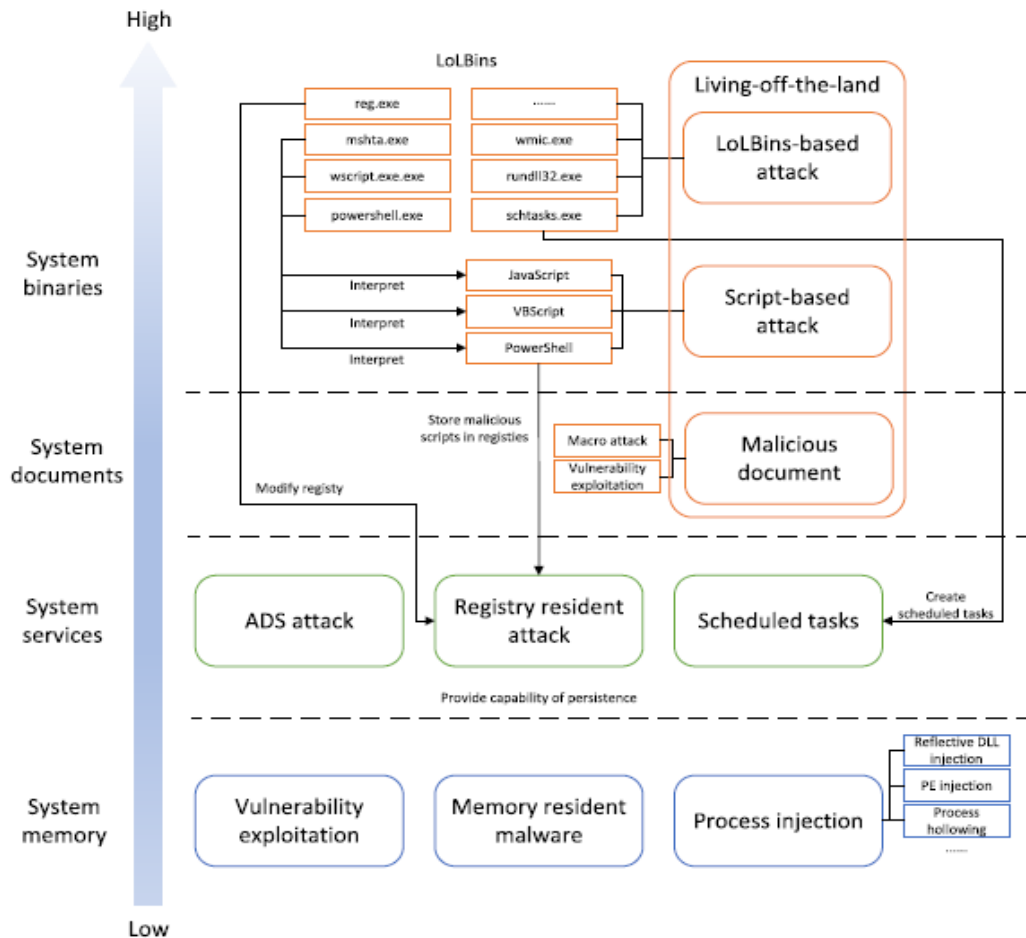 High
LoLBins
Living-off-the-land
reg.exe
......
mshta.exe
wmic.exe
LoLBins-based
attack
wscript.exe.exe
rundll32.exe
powershell.exe
schtasks.exe
System
binaries
JavaScript
Interpret
VBScript
Script-based
attack
Interpret
PowerShell
Interpret
Store malicious
scripts in registies
System
documents
Macro attack
Vulnerability
exploitation
Malicious
document
Modify registy
System
services
ADS attack
Registry resident
attack
Scheduled tasks
Create
scheduled tasks
Provide capability of persistence
System
memory
Vulnerability
exploitation
Memory resident
malware
Process injection
Reflective DLL
injection
PE injection
Process
hollowing
......
Low